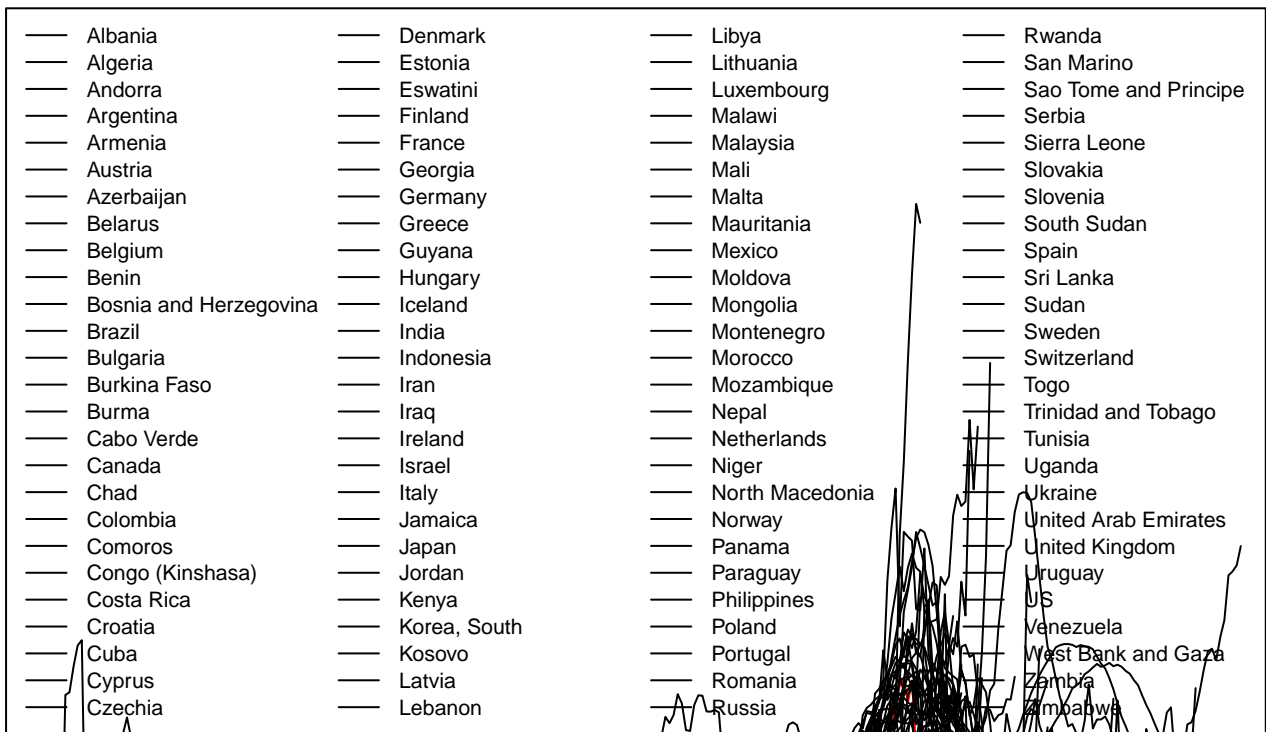 Albania
Algeria
Andorra
Argentina
Armenia
Austria
Azerbaijan
Belarus
Belgium
Benin
Bosnia and Herzegovina
Brazil
Bulgaria
Burkina Faso
Burma
Cabo Verde
Canada
Chad
Colombia
Comoros
Congo (Kinshasa)
Costa Rica
Croatia
Cuba
Cyprus
Czechia
Denmark
Estonia
Eswatini
Finland
France
Georgia
Germany
Greece
Guyana
Hungary
Iceland
India
Indonesia
Iran
Iraq
Ireland
Israel
Italy
Jamaica
Japan
Jordan
Kenya
Korea, South
Kosovo
Latvia
Lebanon
Libya
Lithuania
Luxembourg
Malawi
Malaysia
Mali
Malta
Mauritania
Mexico
Moldova
Mongolia
Montenegro
Morocco
Mozambique
Nepal
Netherlands
Niger
North Macedonia
Norway
Panama
Paraguay
Philippines
Poland
Portugal
Romania
Russia
Rwanda
San Marino
Sao Tome and Principe
Serbia
Sierra Leone
Slovakia
Slovenia
South Sudan
Spain
Sri Lanka
Sudan
Sweden
Switzerland
Togo
Trinidad and Tobago
Tunisia
Uganda
Ukraine
United Arab Emirates
United Kingdom
Uruguay
US
Venezuela
West Bank and Gaza
Zambia
Zimbabwe